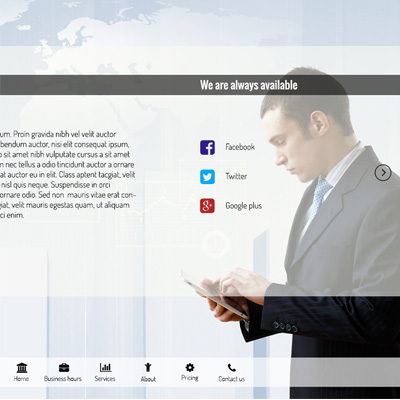 We are always available
um. Proin gravida nibh vel velit auctor
bendum auctor, nisi elit consequat ipsum,
o sit amet nibh vulputate cursus a sit amet
m nec tellus a odio tincidunt auctor a ornare
at auctor eu in elit. Class aptent tacgiat, velit
nisl quis neque. Suspendisse in orci
ornare odio. Sed non mauris vitae erat con-
giat, velit mauris egestas quam, ut aliquam
ci enim.
Facebook
Twitter
Google plus
Home
Business hours
Services
About
Pricing
Contact us